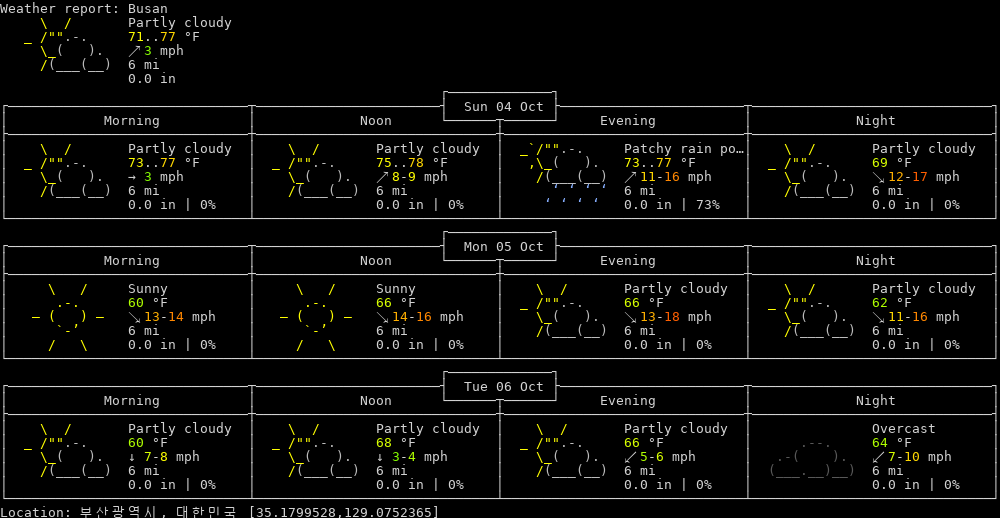 Weather report: Busan
Partly cloudy
71..77 °F
↗ 3 mph
6 mi
0.0 in
Sun 04 Oct
Morning Noon Evening Night
Partly cloudy Partly cloudy Patchy rain po… Partly cloudy
73..77 °F 75..78 °F 73..77 °F 69 °F
→ 3 mph ↗ 8-9 mph ↗ 11-16 mph ↘ 12-17 mph
6 mi 6 mi 6 mi 6 mi
0.0 in | 0% 0.0 in | 0% 0.0 in | 73% 0.0 in | 0%
Mon 05 Oct
Morning Noon Evening Night
Sunny Sunny Partly cloudy Partly cloudy
60 °F 66 °F 66 °F 62 °F
↘ 13-14 mph ↘ 14-16 mph ↘ 13-18 mph ↘ 11-16 mph
6 mi 6 mi 6 mi 6 mi
0.0 in | 0% 0.0 in | 0% 0.0 in | 0% 0.0 in | 0%
Tue 06 Oct
Morning Noon Evening Night
Partly cloudy Partly cloudy Partly cloudy Overcast
60 °F 68 °F 66 °F 64 °F
↓ 7-8 mph ↓ 3-4 mph ↙ 5-6 mph ↙ 7-10 mph
6 mi 6 mi 6 mi 6 mi
0.0 in | 0% 0.0 in | 0% 0.0 in | 0% 0.0 in | 0%
Location: 부산광역시, 대한민국 [35.1799528,129.0752365]